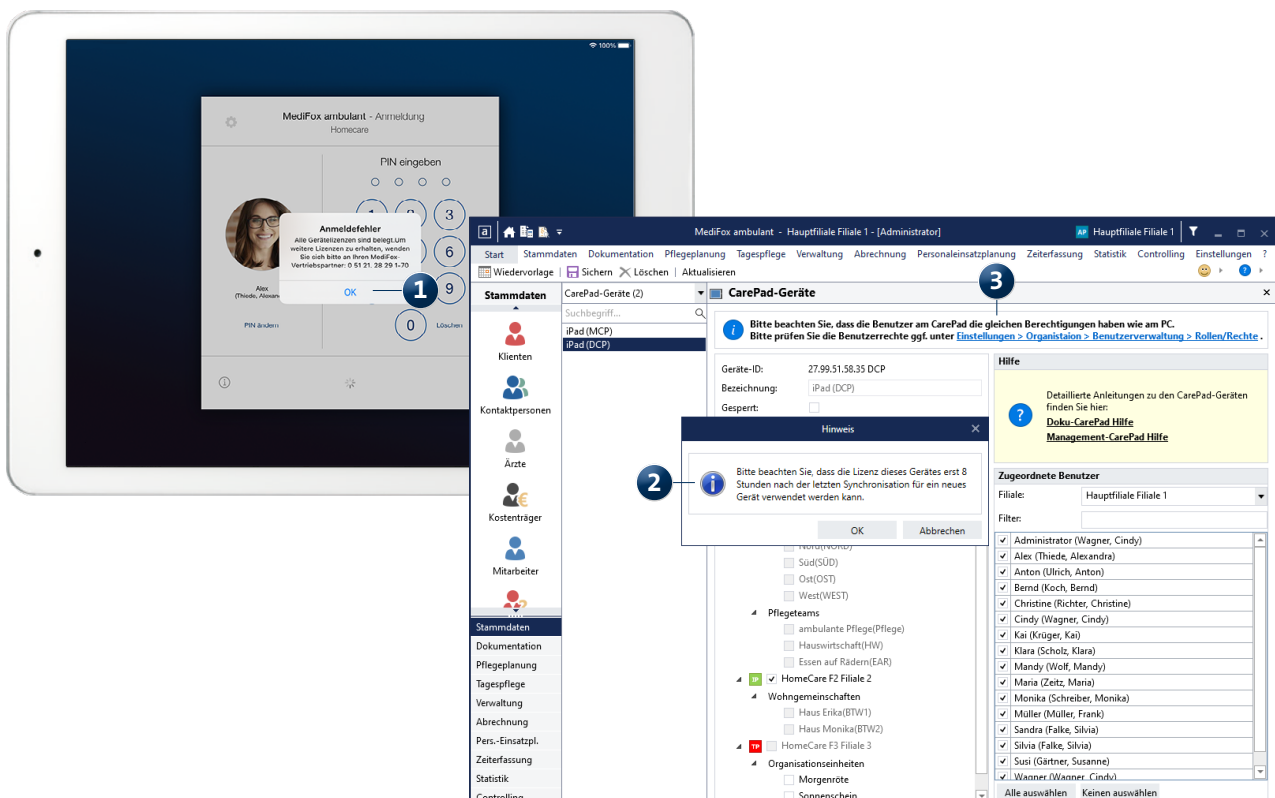 100%
MediFox ambulant - Anmeldung
Homecare
PIN eingeben
3
6
9
0
Löschen
Alex
PIN ändern
Anmeldefehler
Alle Gerätelizenzen sind belegt.Um
weitere Lizenzen zu erhalten, wenden
Sie sich bitte an Ihren MediFox-
Vertriebspartner: 0 51 21. 28 29 1-70
OK
1
a
MediFox ambulant - Hauptfiliale Filiale 1 - [Administrator]
AP Hauptfiliale Filiale 1
Start Stammdaten Dokumentation Pflegeplanung Tagespflege Verwaltung Abrechnung Personaleinsatzplanung Zeiterfassung Statistik Controlling Einstellungen ?
Wiedervorlage Sichern Löschen Aktualisieren
3
Stammdaten
Klienten
Kontaktpersonen
Ärzte
Kostenträger
Mitarbeiter
Stammdaten
Dokumentation
Pflegeplanung
Tagespflege
Verwaltung
Abrechnung
Pers.-Einsatzpl.
Zeiterfassung
Statistik
Controlling
CarePad-Geräte (2)
Suchbegriff...
iPad (MCP)
iPad (DCP)
CarePad-Geräte
Bitte beachten Sie, dass die Benutzer am CarePad die gleichen Berechtigungen haben wie am PC.
Bitte prüfen Sie die Benutzerrechte ggf. unter Einstellungen > Organistaion > Benutzerverwaltung > Rollen/Rechte .
Geräte-ID: 27.99.51.58.35 DCP
Bezeichnung: iPad (DCP)
Gesperrt:
2
Hinweis
Bitte beachten Sie, dass die Lizenz dieses Gerätes erst 8
Stunden nach der letzten Synchronisation für ein neues
Gerät verwendet werden kann.
OK Abbrechen
Nord(NORD)
Süd(SÜD)
Ost(OST)
West(WEST)
Pflegeteams
ambulante Pflege(Pflege)
Hauswirtschaft(HW)
Essen auf Rädern(EAR)
IP HomeCare F2 Filiale 2
Wohngemeinschaften
Haus Erika(BTW1)
Haus Monika(BTW2)
TP HomeCare F3 Filiale 3
Organisationseinheiten
Morgenröte
Sonnenschein
Hilfe
Detaillierte Anleitungen zu den CarePad-Geräten
finden Sie hier:
Doku-CarePad Hilfe
Management-CarePad Hilfe
Zugeordnete Benutzer
Filiale: Hauptfiliale Filiale 1
Filter:
Administrator (Wagner, Cindy)
Alex (Thiede, Alexandra)
Anton (Ulrich, Anton)
Bernd (Koch, Bernd)
Christine (Richter, Christine)
Cindy (Wagner, Cindy)
Kai (Krüger, Kai)
Klara (Scholz, Klara)
Mandy (Wolf, Mandy)
Maria (Zeitz, Maria)
Monika (Schreiber, Monika)
Müller (Müller, Frank)
Sandra (Falke, Silvia)
Silvia (Falke, Silvia)
Susi (Gärtner, Susanne)
Wagner (Wagner, Cindy)
Alle auswählen Keinen auswählen